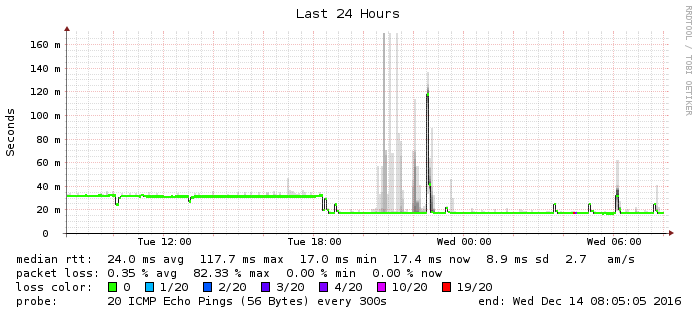 Last 24 Hours
RRDTOOL / TOBI OETIKER
Seconds
160 m
140 m
120 m
100 m
80 m
60 m
40 m
20 m
0
Tue 12:00 Tue 18:00 Wed 00:00 Wed 06:00
median rtt: 24.0 ms avg 117.7 ms max 17.0 ms min 17.4 ms now 8.9 ms sd 2.7 am/s
packet loss: 0.35 % avg 82.33 % max 0.00 % min 0.00 % now
loss color: 0 1/20 2/20 3/20 4/20 10/20 19/20
probe: 20 ICMP Echo Pings (56 Bytes) every 300s end: Wed Dec 14 08:05:05 2016